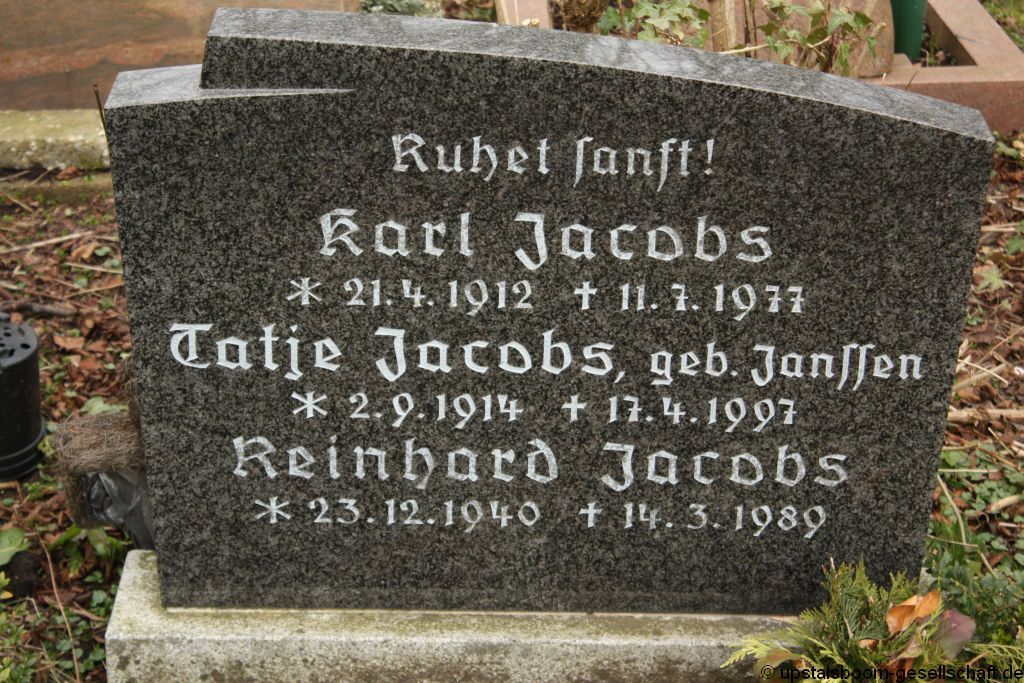 Ruhet ſanft!
Karl Jacobs
* 21.4.1912 † 11.7.1977
Tatje Jacobs, geb. Janſſen
* 2.9.1914 † 17.4.1997
Reinhard Jacobs
* 23.12.1940 † 14.3.1989
© upstalsboom-gesellschaft.de